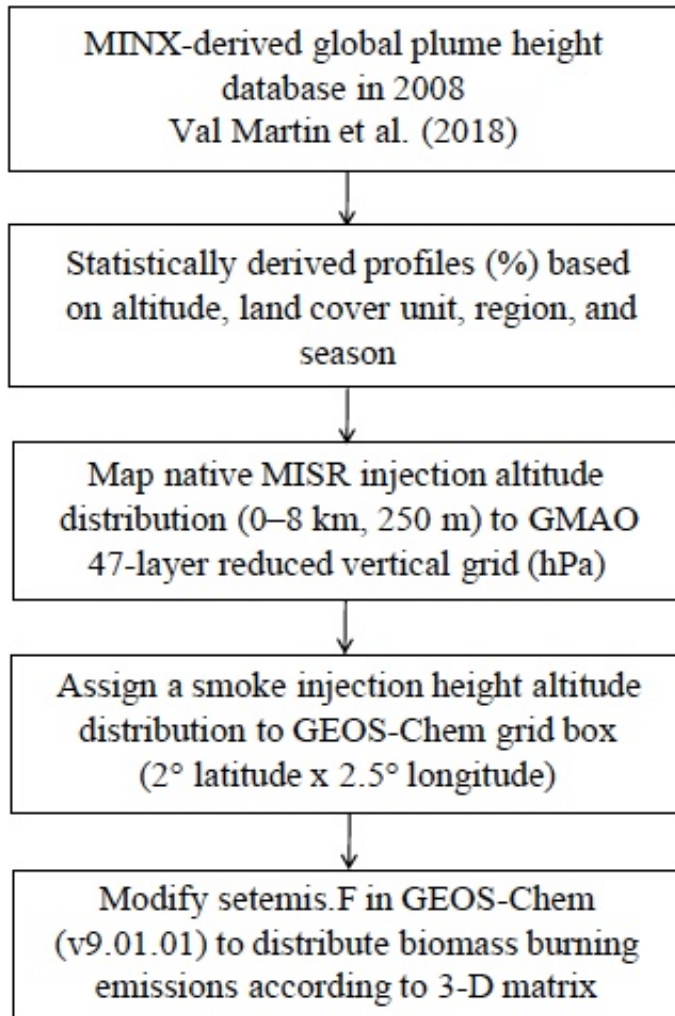 MINX-derived global plume height
database in 2008
Val Martin et al. (2018)
Statistically derived profiles (%) based
on altitude, land cover unit, region, and
season
Map native MISR injection altitude
distribution (0–8 km, 250 m) to GMAO
47-layer reduced vertical grid (hPa)
Assign a smoke injection height altitude
distribution to GEOS-Chem grid box
(2° latitude x 2.5° longitude)
Modify setemis.F in GEOS-Chem
(v9.01.01) to distribute biomass burning
emissions according to 3-D matrix